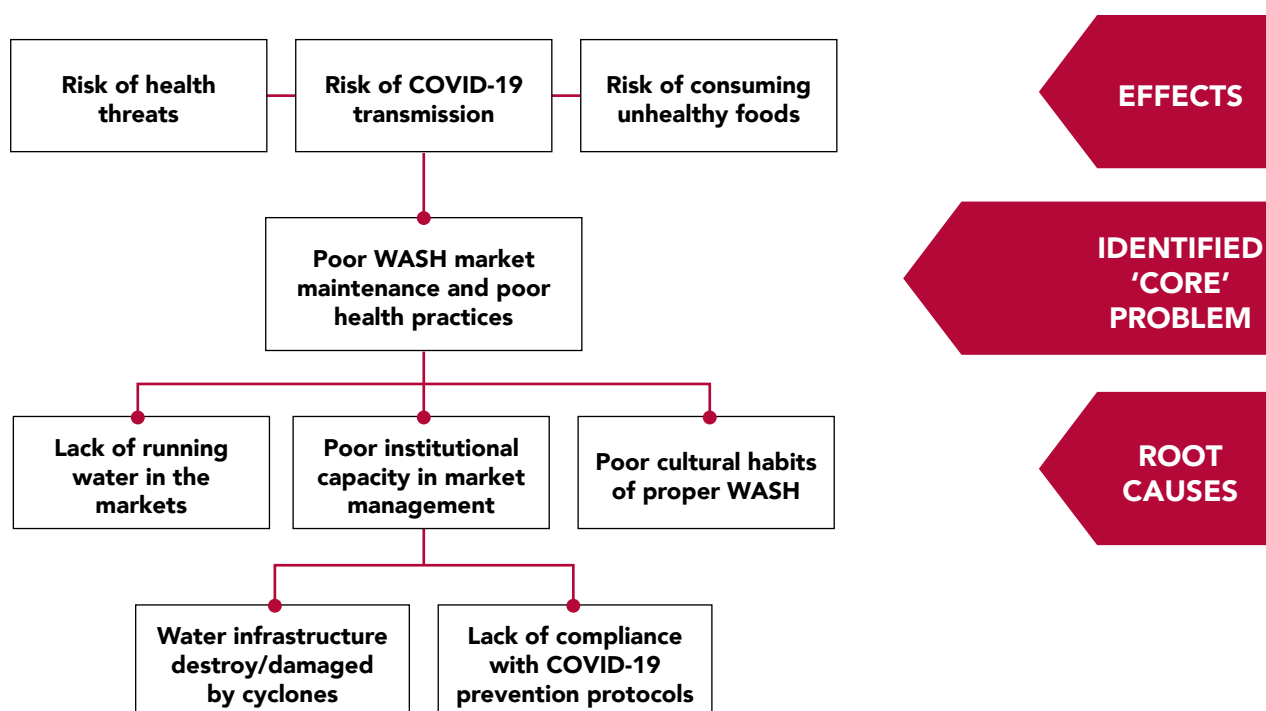 Risk of health
threats
Risk of COVID-19
transmission
Risk of consuming
unhealthy foods
EFFECTS
Poor WASH market
maintenance and poor
health practices
IDENTIFIED
‘CORE’
PROBLEM
Lack of running
water in the
markets
Poor institutional
capacity in market
management
Poor cultural habits
of proper WASH
ROOT
CAUSES
Water infrastructure
destroy/damaged
by cyclones
Lack of compliance
with COVID-19
prevention protocols